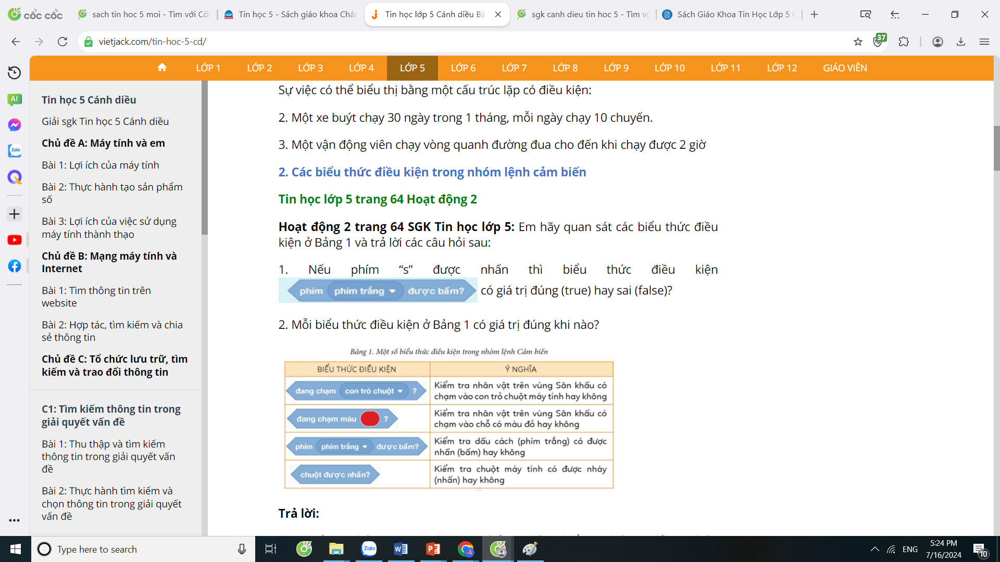 cốc cốc
sach tin hoc 5 moi - Tìm với Cốc
Tin học 5 - Sách giáo khoa Chân
Tin học lớp 5 Cánh diều Bà
sgk canh dieu tin hoc 5 - Tìm vớ
Sách Giáo Khoa Tin Học Lớp 5 C
vietjack.com/tin-hoc-5-cd/
37
LỚP 1
LỚP 2
LỚP 3
LỚP 4
LỚP 5
LỚP 6
LỚP 7
LỚP 8
LỚP 9
LỚP 10
LỚP 11
LỚP 12
GIÁO VIÊN
AI
Zalo
Tin học 5 Cánh diều
Giải sgk Tin học 5 Cánh diều
Chủ đề A: Máy tính và em
Bài 1: Lợi ích của máy tính
Bài 2: Thực hành tạo sản phẩm
số
Bài 3: Lợi ích của việc sử dụng
máy tính thành thạo
Chủ đề B: Mạng máy tính và
Internet
Bài 1: Tìm thông tin trên
website
Bài 2: Hợp tác, tìm kiếm và chia
sẻ thông tin
Chủ đề C: Tổ chức lưu trữ, tìm
kiếm và trao đổi thông tin
C1: Tìm kiếm thông tin trong
giải quyết vấn đề
Bài 1: Thu thập và tìm kiếm
thông tin trong giải quyết vấn
đề
Bài 2: Thực hành tìm kiếm và
chọn thông tin trong giải quyết
vấn đề
Sự việc có thể biểu thị bằng một cấu trúc lặp có điều kiện:
2. Một xe buýt chạy 30 ngày trong 1 tháng, mỗi ngày chạy 10 chuyến.
3. Một vận động viên chạy vòng quanh đường đua cho đến khi chạy được 2 giờ
2. Các biểu thức điều kiện trong nhóm lệnh cảm biến
Tin học lớp 5 trang 64 Hoạt động 2
Hoạt động 2 trang 64 SGK Tin học lớp 5: Em hãy quan sát các biểu thức điều
kiện ở Bảng 1 và trả lời các câu hỏi sau:
1. Nếu phím “s” được nhấn thì biểu thức điều kiện
phím phím trắng được bấm? có giá trị đúng (true) hay sai (false)?
2. Mỗi biểu thức điều kiện ở Bảng 1 có giá trị đúng khi nào?
Bảng 1. Một số biểu thức điều kiện trong nhóm lệnh Cảm biến
BIỂU THỨC ĐIỀU KIỆN
Ý NGHĨA
đang chạm con trỏ chuột ?
Kiểm tra nhân vật trên vùng Sân khấu có
chạm vào con trỏ chuột máy tính hay không
đang chạm màu ?
Kiểm tra nhân vật trên vùng Sân khấu có
chạm vào chỗ có màu đỏ hay không
phím phím trắng được bấm?
Kiểm tra dấu cách (phím trắng) có được
nhấn (bấm) hay không
chuột được nhấn?
Kiểm tra chuột máy tính có được nháy
(nhấn) hay không
Trả lời:
Type here to search
Zalo
ENG
5:24 PM
7/16/2024
10